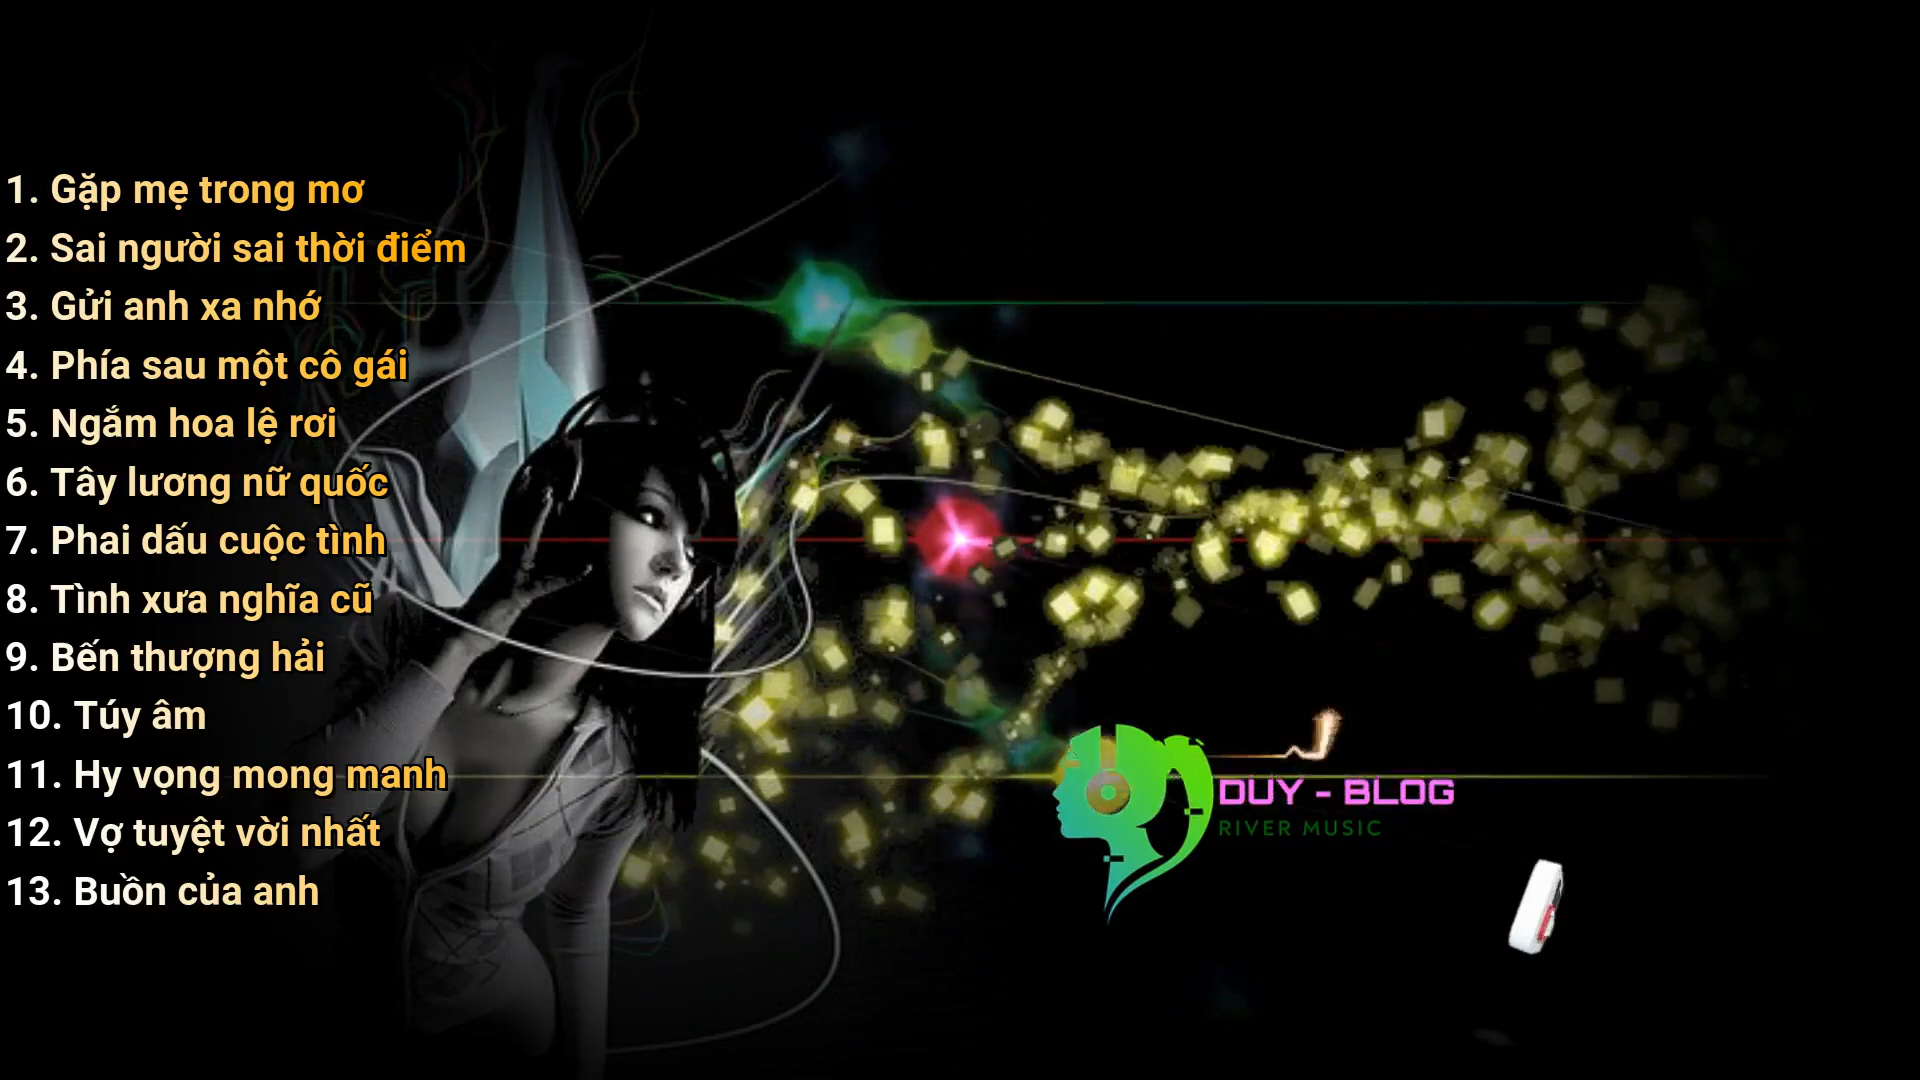 1. Gặp mẹ trong mơ
2. Sai người sai thời điểm
3. Gửi anh xa nhớ
4. Phía sau một cô gái
5. Ngắm hoa lệ rơi
6. Tây lương nữ quốc
7. Phai dấu cuộc tình
8. Tình xưa nghĩa cũ
9. Bến thượng hải
10. Túy âm
11. Hy vọng mong manh
12. Vợ tuyệt vời nhất
13. Buồn của anh
DUY - BLOG
RIVER MUSIC